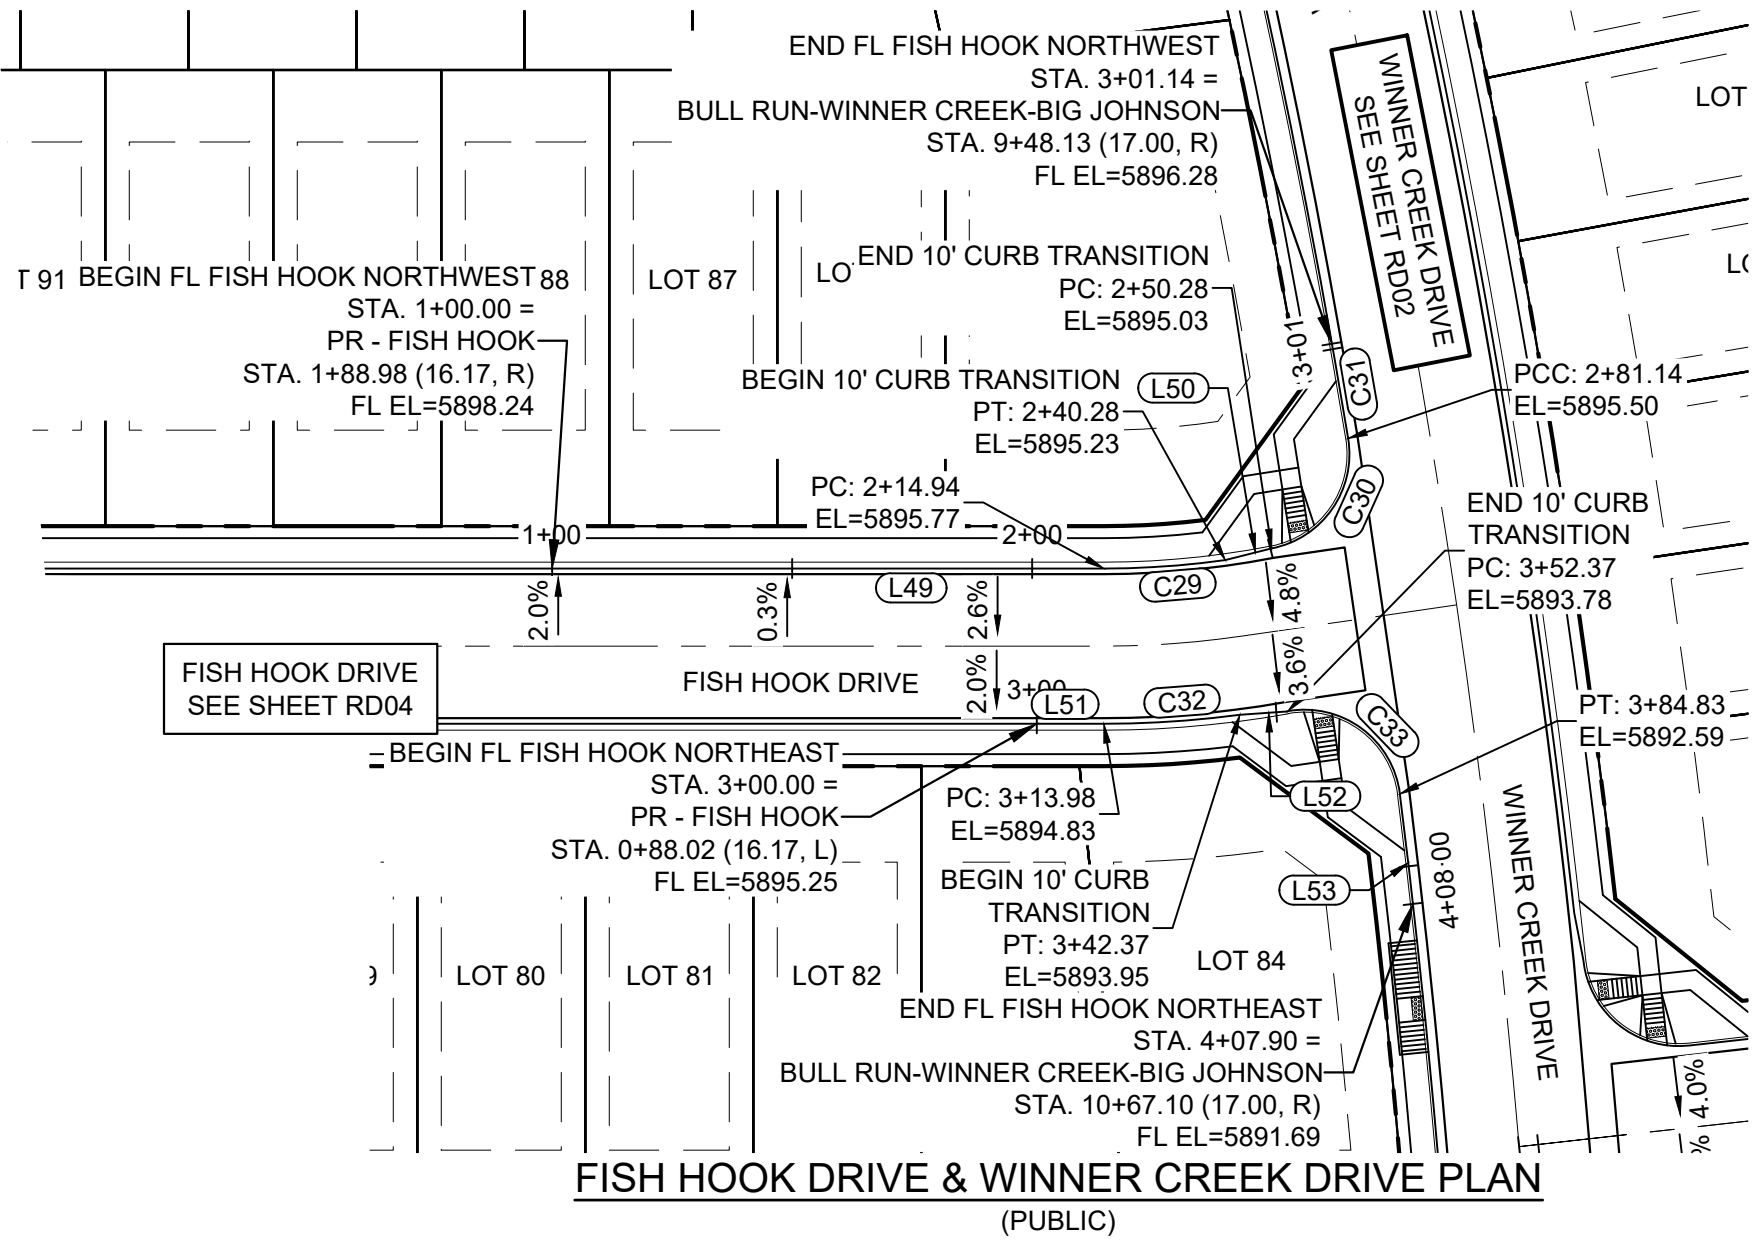 END FL FISH HOOK NORTHWEST
STA. 3+01.14 =
BULL RUN-WINNER CREEK-BIG JOHNSON
STA. 9+48.13 (17.00, R)
FL EL=5896.28
WINNER CREEK DRIVE
SEE SHEET RD02
LOT
BEGIN FL FISH HOOK NORTHWEST
STA. 1+00.00 =
PR - FISH HOOK
STA. 1+88.98 (16.17, R)
FL EL=5898.24
91
88
LOT 87
LO
END 10' CURB TRANSITION
PC: 2+50.28
EL=5895.03
BEGIN 10' CURB TRANSITION
PT: 2+40.28
EL=5895.23
L50
3+01
C31
PCC: 2+81.14
EL=5895.50
PC: 2+14.94
EL=5895.77
C30
END 10' CURB
TRANSITION
PC: 3+52.37
EL=5893.78
1+00
2+00
L49
C29
2.0%
0.3%
2.6%
4.8%
FISH HOOK DRIVE
SEE SHEET RD04
FISH HOOK DRIVE
2.0%
3+00
L51
C32
3.6%
C33
PT: 3+84.83
EL=5892.59
BEGIN FL FISH HOOK NORTHEAST
STA. 3+00.00 =
PR - FISH HOOK
STA. 0+88.02 (16.17, L)
FL EL=5895.25
PC: 3+13.98
EL=5894.83
L52
BEGIN 10' CURB
TRANSITION
PT: 3+42.37
EL=5893.95
L53
WINNER CREEK DRIVE
LOT 80
LOT 81
LOT 82
LOT 84
END FL FISH HOOK NORTHEAST
STA. 4+07.90 =
BULL RUN-WINNER CREEK-BIG JOHNSON
STA. 10+67.10 (17.00, R)
FL EL=5891.69
4.0%
FISH HOOK DRIVE & WINNER CREEK DRIVE PLAN
(PUBLIC)